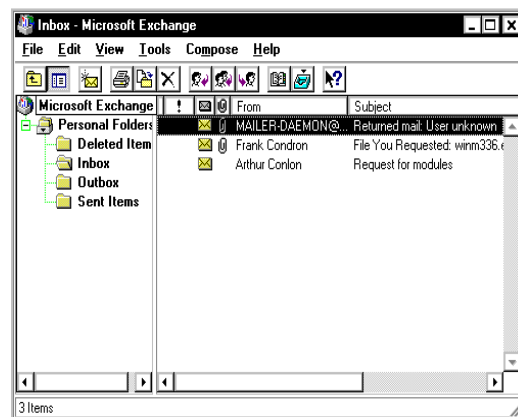 Inbox - Microsoft Exchange
File Edit View Tools Compose Help
Microsoft Exchange ! From Subject
Personal Folders MAILER-DAEMON@... Returned mail: User unknown
Deleted Item Frank Condron File You Requested: winm336.e
Inbox Arthur Conlon Request for modules
Outbox
Sent Items
3 Items